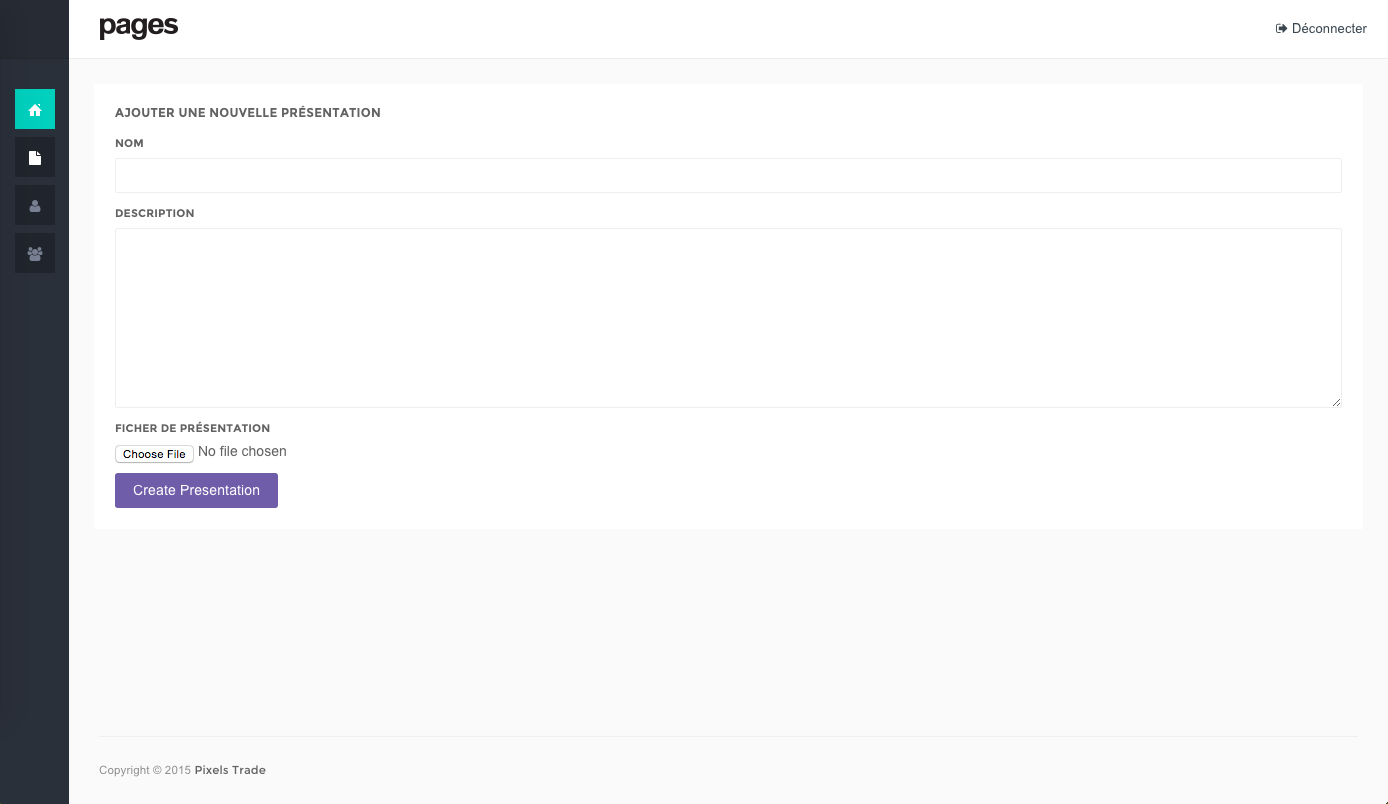 pages
Déconnecter
AJOUTER UNE NOUVELLE PRÉSENTATION
NOM
DESCRIPTION
FICHER DE PRÉSENTATION
Choose File No file chosen
Create Presentation
Copyright © 2015 Pixels Trade